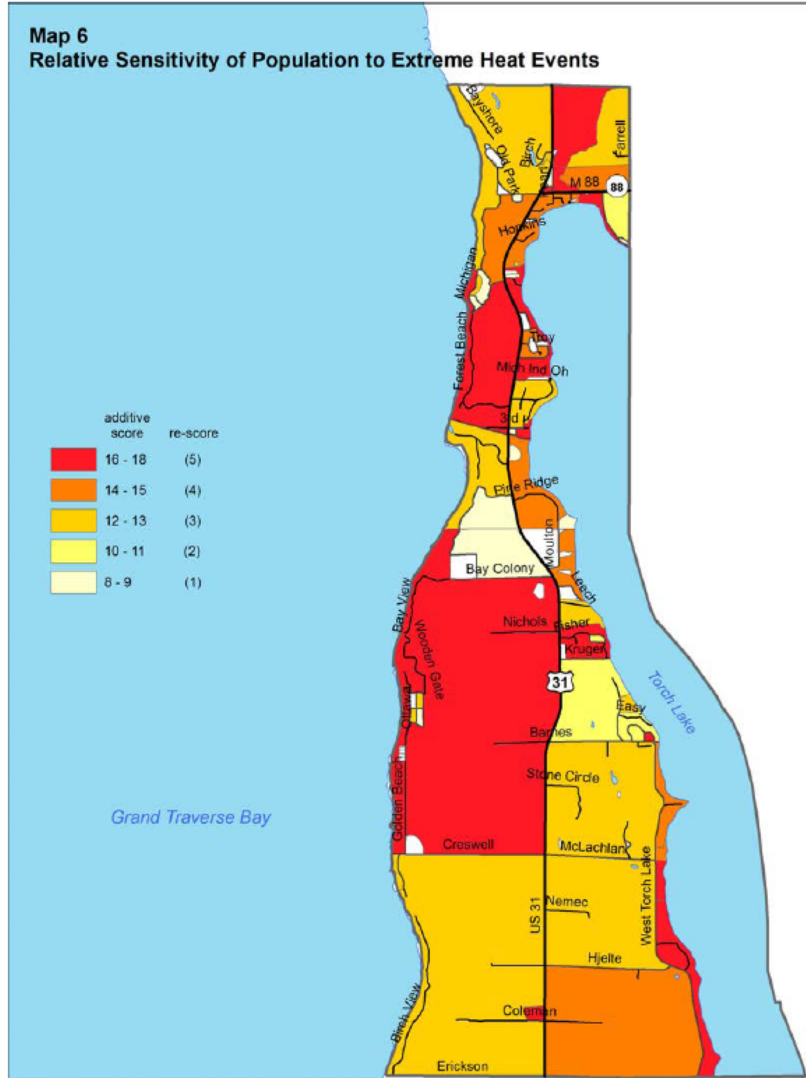 Map 6
Relative Sensitivity of Population to Extreme Heat Events
Bayshore
Birch
Old Park
Farrell
M 88
88
Hopkins
Michigan
Forest Beach
Troy
Mich Ind Oh
3rd
additive score re-score
16 - 18 (5)
14 - 15 (4)
12 - 13 (3)
10 - 11 (2)
8 - 9 (1)
Pine Ridge
Moulton
Bay Colony
Leech
Bay View
Nichols
Fisher
Wooden Gate
Kruger
31
Torch Lake
Ottawa
Easy
Barnes
Stone Circle
Golden Beach
Grand Traverse Bay
Creswell
McLachlan
West Torch Lake
US 31
Nemec
Hjelte
Birch View
Coleman
Erickson